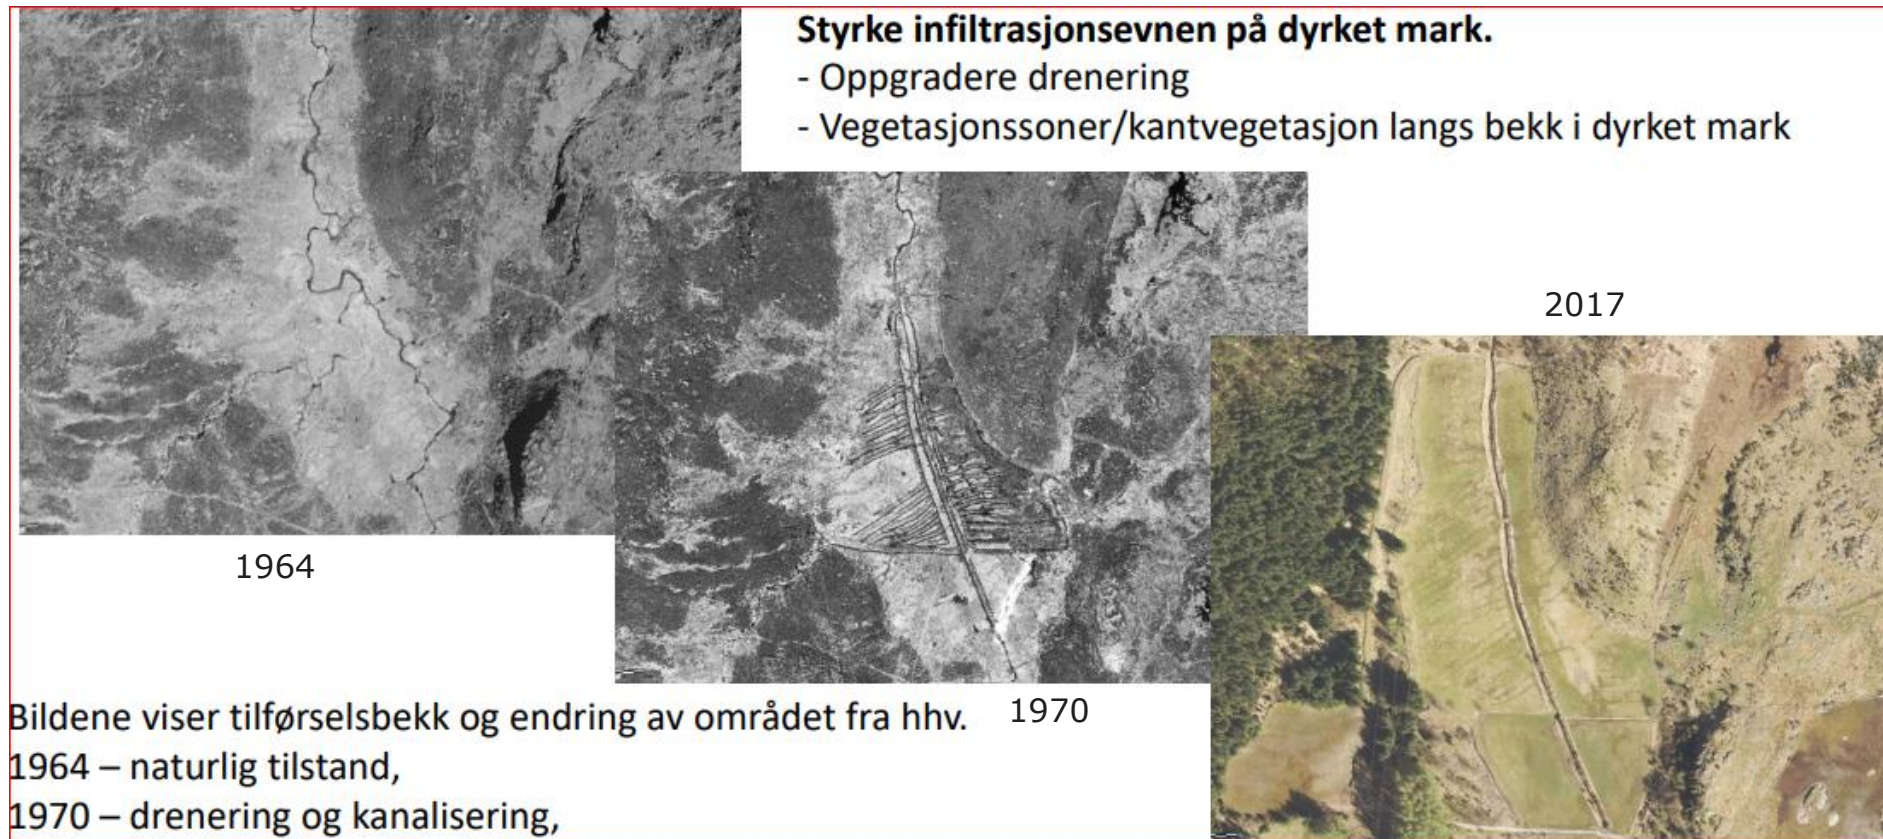 Styrke infiltrasjonsevnen på dyrket mark.
- Oppgradere drenering
- Vegetasjonssoner/kantvegetasjon langs bekk i dyrket mark
2017
1964
1970
Bildene viser tilførselsbekk og endring av området fra hhv.
1964 – naturlig tilstand,
1970 – drenering og kanalisering,